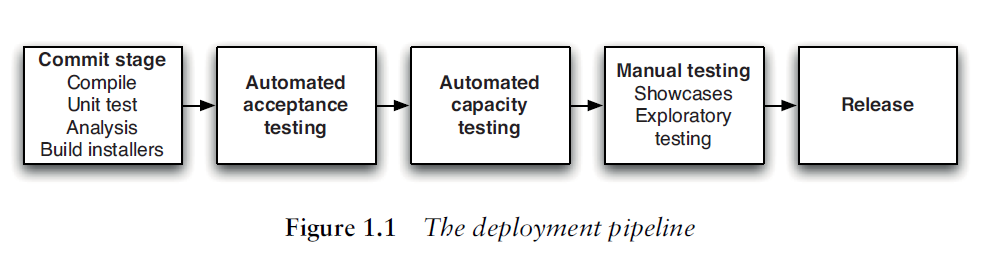 Commit stage
Compile
Unit test
Analysis
Build installers
Automated
acceptance
testing
Automated
capacity
testing
Manual testing
Showcases
Exploratory
testing
Release
Figure 1.1 The deployment pipeline